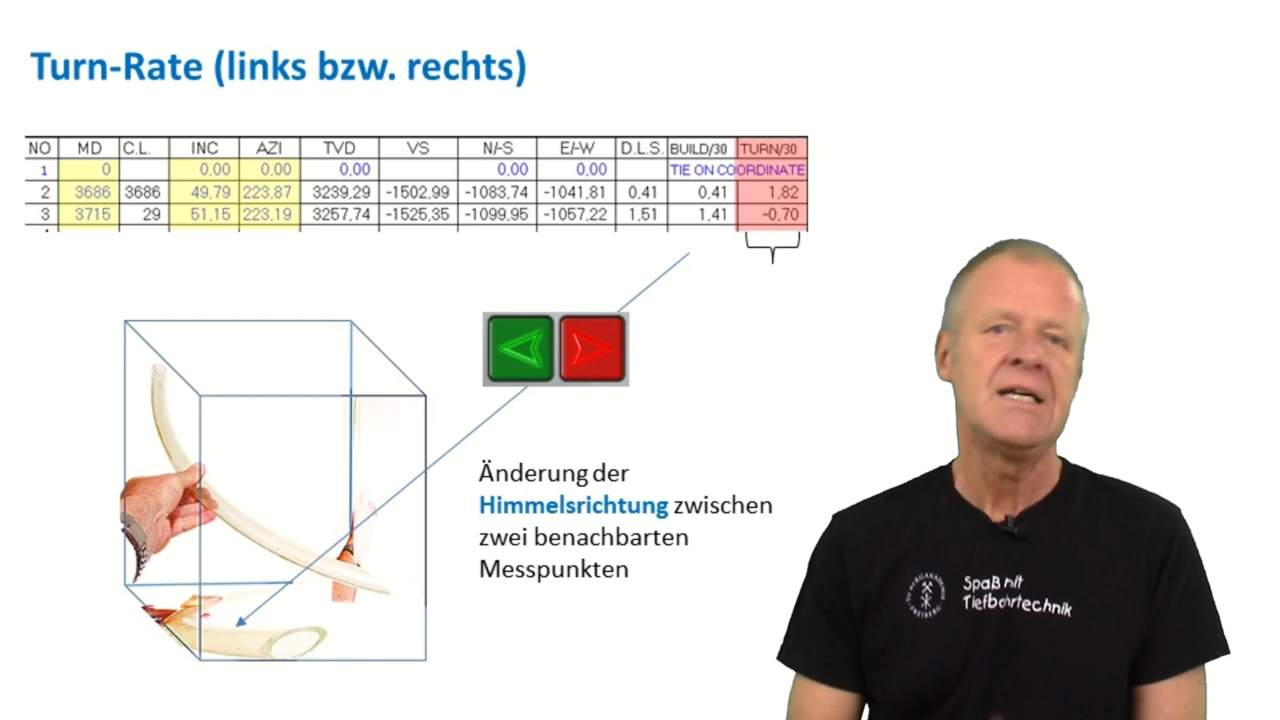 Turn-Rate (links bzw. rechts)
NO MD C.L. INC AZI TVD VS N/-S E/-W D.L.S. BUILD/30 TURN/30
1 0 0,00 0,00 0,00 0,00 0,00 TIE ON COORDINATE
2 3686 3686 49,79 223,87 3239,29 -1502,99 -1083,74 -1041,81 0,41 0,41 1,82
3 3715 29 51,15 223,19 3257,74 -1525,35 -1099,95 -1057,22 1,51 1,41 -0,70
Änderung der
Himmelsrichtung zwischen
zwei benachbarten
Messpunkten
Spaß mit
Tiefbohrtechnik